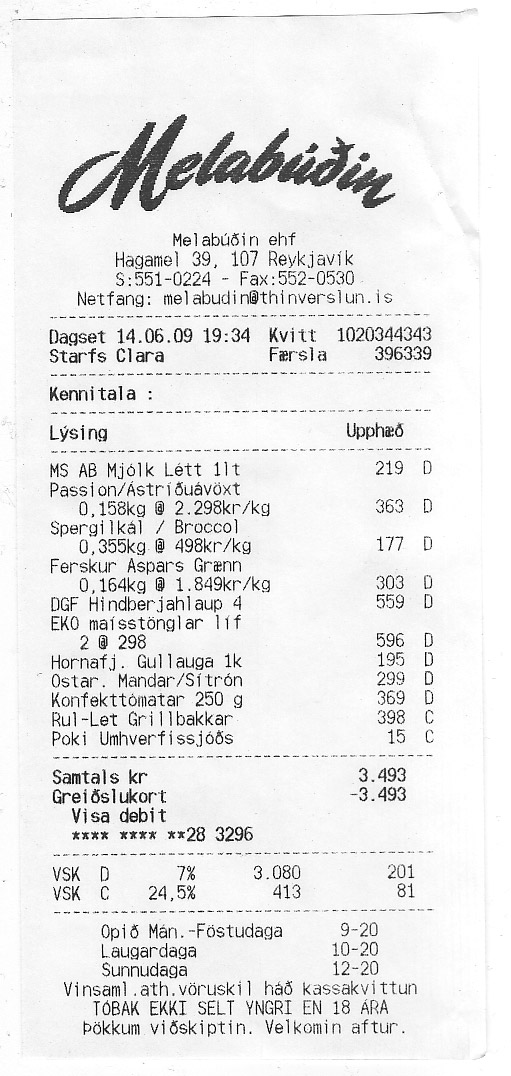 Melabúðin
Melabúðin ehf
Hagamel 39, 107 Reykjavík
S:551-0224 - Fax:552-0530
Netfang: melabudin@thinverslun.is
Dagset 14.06.09 19:34 Kvitt 1020344343
Starfs Clara Færsla 396339
Kennitala :
Lýsing Upphæð
MS AB Mjólk Létt 1lt 219 D
Passion/Ástríðuávöxt
0,158kg @ 2.298kr/kg 363 D
Spergilkál / Broccol
0,355kg @ 498kr/kg 177 D
Ferskur Aspars Grænn
0,164kg @ 1.849kr/kg 303 D
DGF Hindberjahlaup 4 559 D
EKO maísstönglar líf
2 @ 298 596 D
Hornafj. Gullauga 1k 195 D
Ostar. Mandar/Sítrón 299 D
Konfekttómatar 250 g 369 D
Rul-Let Grillbakkar 398 C
Poki Umhverfissjóðs 15 C
Samtals kr 3.493
Greiðslukort -3.493
Visa debit
**** **** **28 3296
VSK D 7% 3.080 201
VSK C 24,5% 413 81
Opið Mán.-Föstudaga 9-20
Laugardaga 10-20
Sunnudaga 12-20
Vinsaml.ath.vöruskil háð kassakvittun
TÓBAK EKKI SELT YNGRI EN 18 ÁRA
Þökkum viðskiptin. Velkomin aftur.